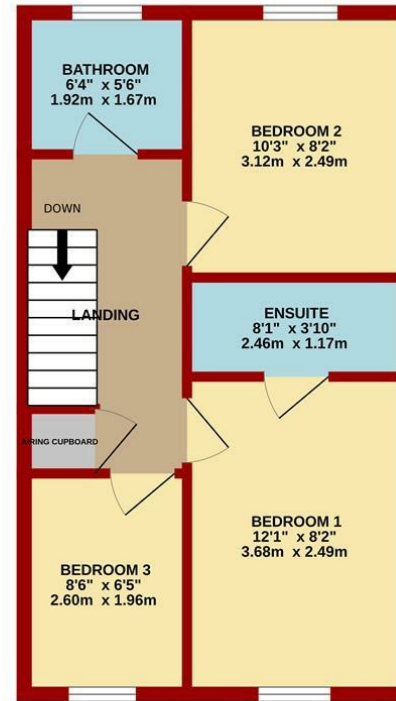 BATHROOM
6'4" x 5'6"
1.92m x 1.67m
BEDROOM 2
10'3" x 8'2"
3.12m x 2.49m
DOWN
LANDING
ENSUITE
8'1" x 3'10"
2.46m x 1.17m
AIRING CUPBOARD
BEDROOM 1
12'1" x 8'2"
3.68m x 2.49m
BEDROOM 3
8'6" x 6'5"
2.60m x 1.96m